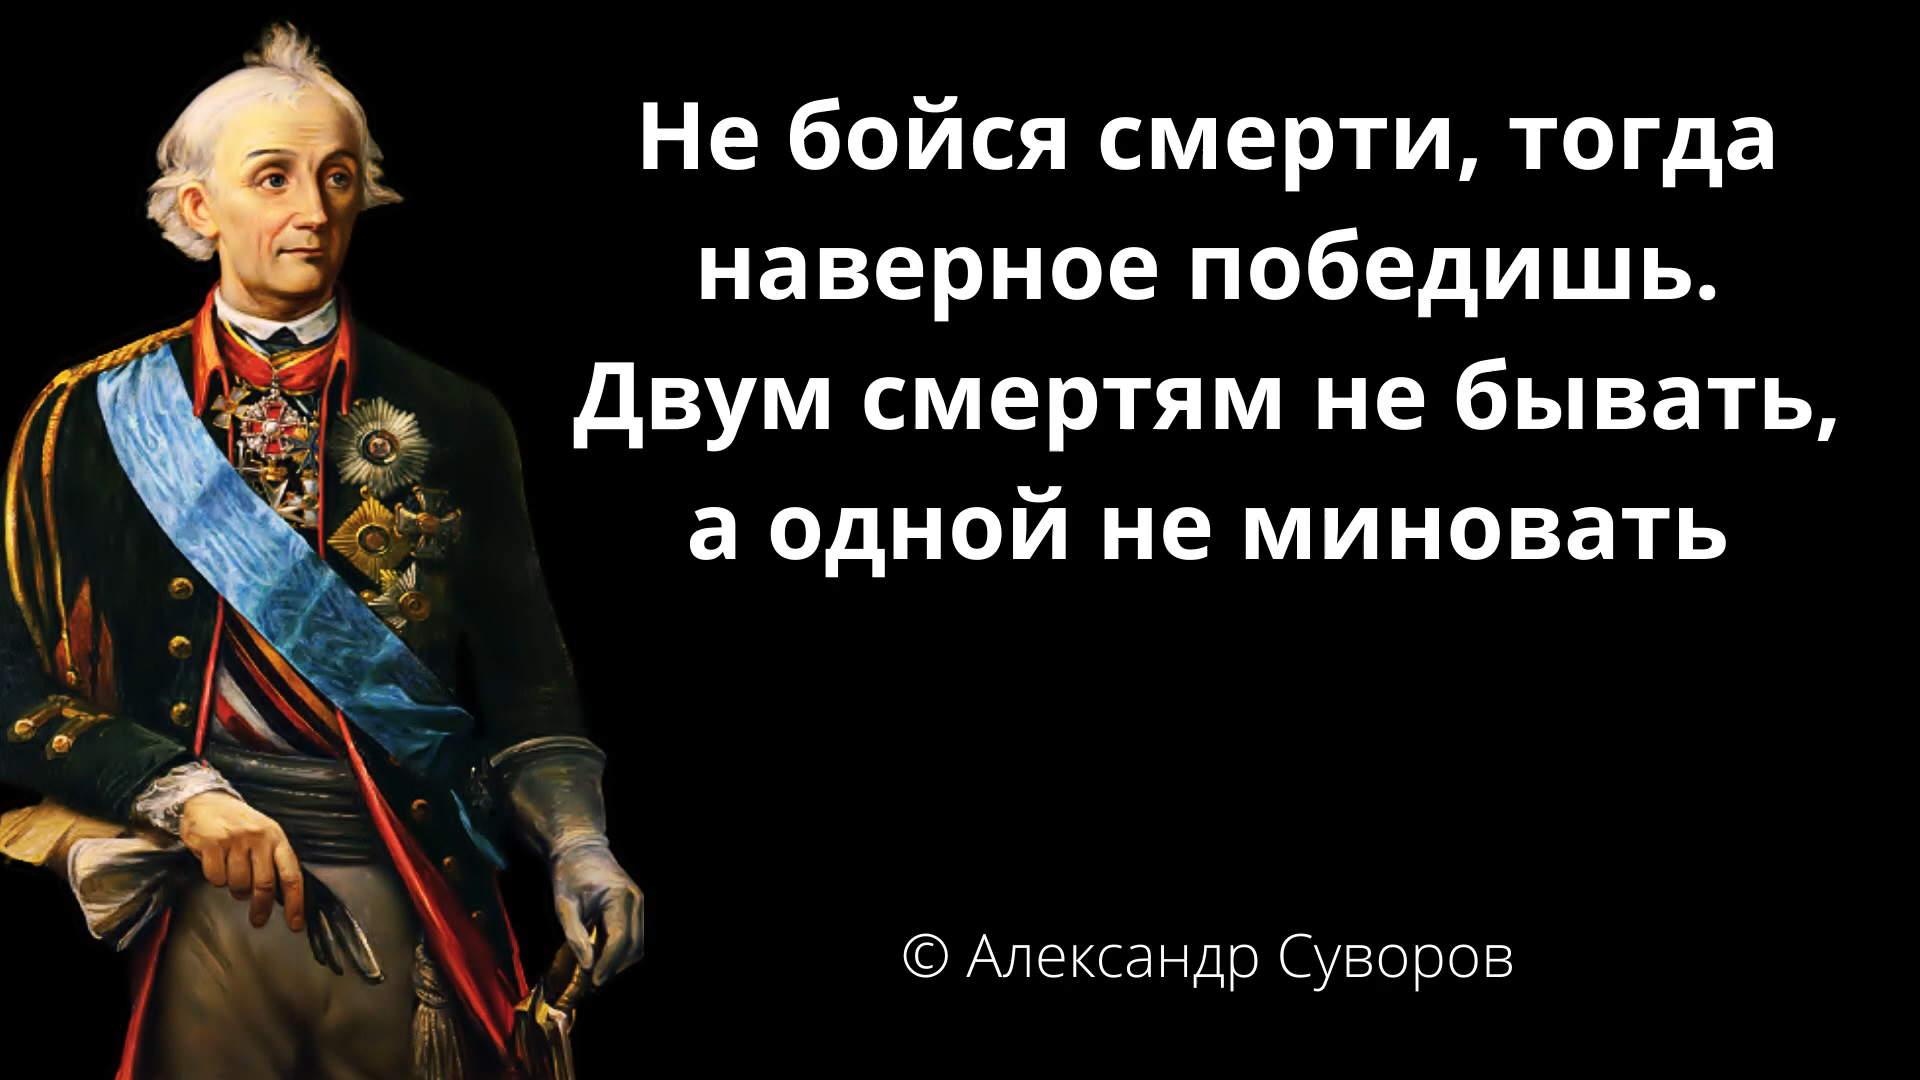 Не бойся смерти, тогда
наверное победишь.
Двум смертям не бывать,
а одной не миновать
© Александр Суворов